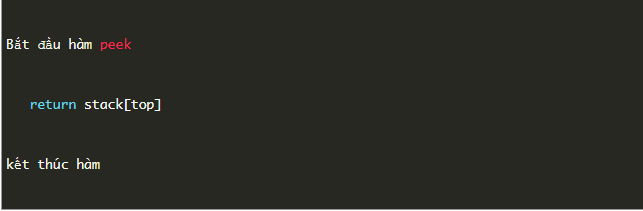 Bắt đầu hàm peek
return stack[top]
kết thúc hàm